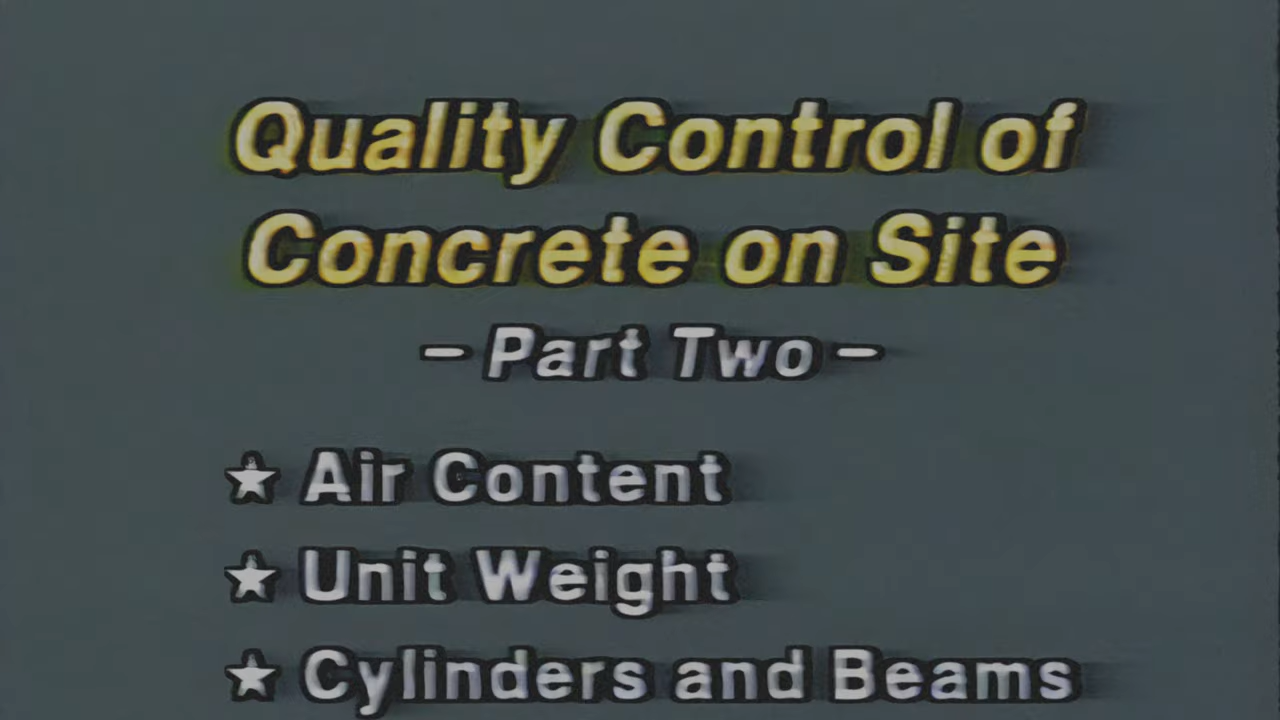 Quality Control of
Concrete on Site
– Part Two –
★ Air Content
★ Unit Weight
★ Cylinders and Beams